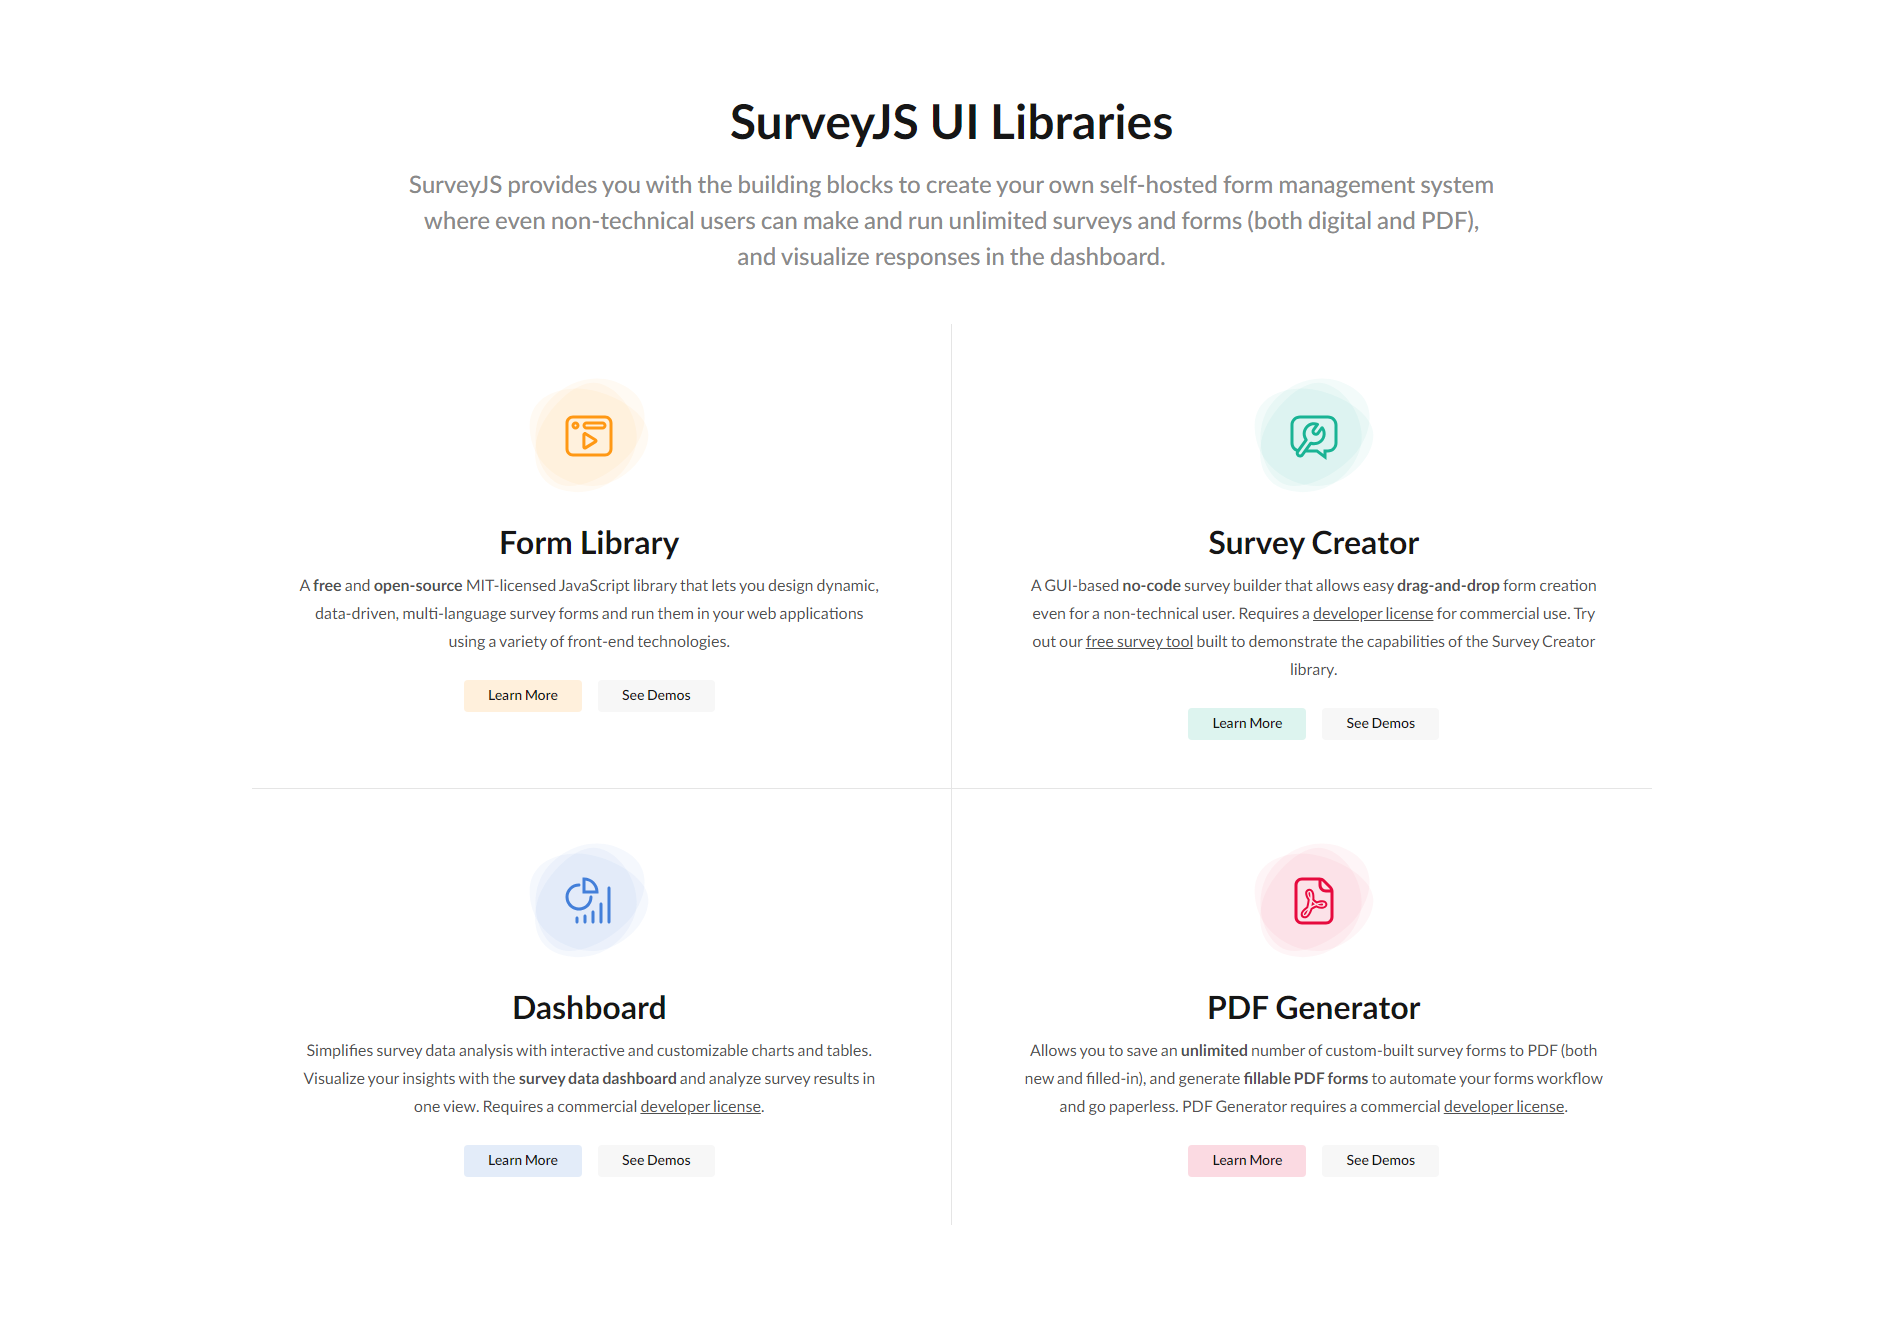 SurveyJS UI Libraries
SurveyJS provides you with the building blocks to create your own self-hosted form management system
where even non-technical users can make and run unlimited surveys and forms (both digital and PDF),
and visualize responses in the dashboard.
Form Library
A free and open-source MIT-licensed JavaScript library that lets you design dynamic,
data-driven, multi-language survey forms and run them in your web applications
using a variety of front-end technologies.
Learn More
See Demos
Survey Creator
A GUI-based no-code survey builder that allows easy drag-and-drop form creation
even for a non-technical user. Requires a developer license for commercial use. Try
out our free survey tool built to demonstrate the capabilities of the Survey Creator
library.
Learn More
See Demos
Dashboard
Simplifies survey data analysis with interactive and customizable charts and tables.
Visualize your insights with the survey data dashboard and analyze survey results in
one view. Requires a commercial developer license.
Learn More
See Demos
PDF Generator
Allows you to save an unlimited number of custom-built survey forms to PDF (both
new and filled-in), and generate fillable PDF forms to automate your forms workflow
and go paperless. PDF Generator requires a commercial developer license.
Learn More
See Demos